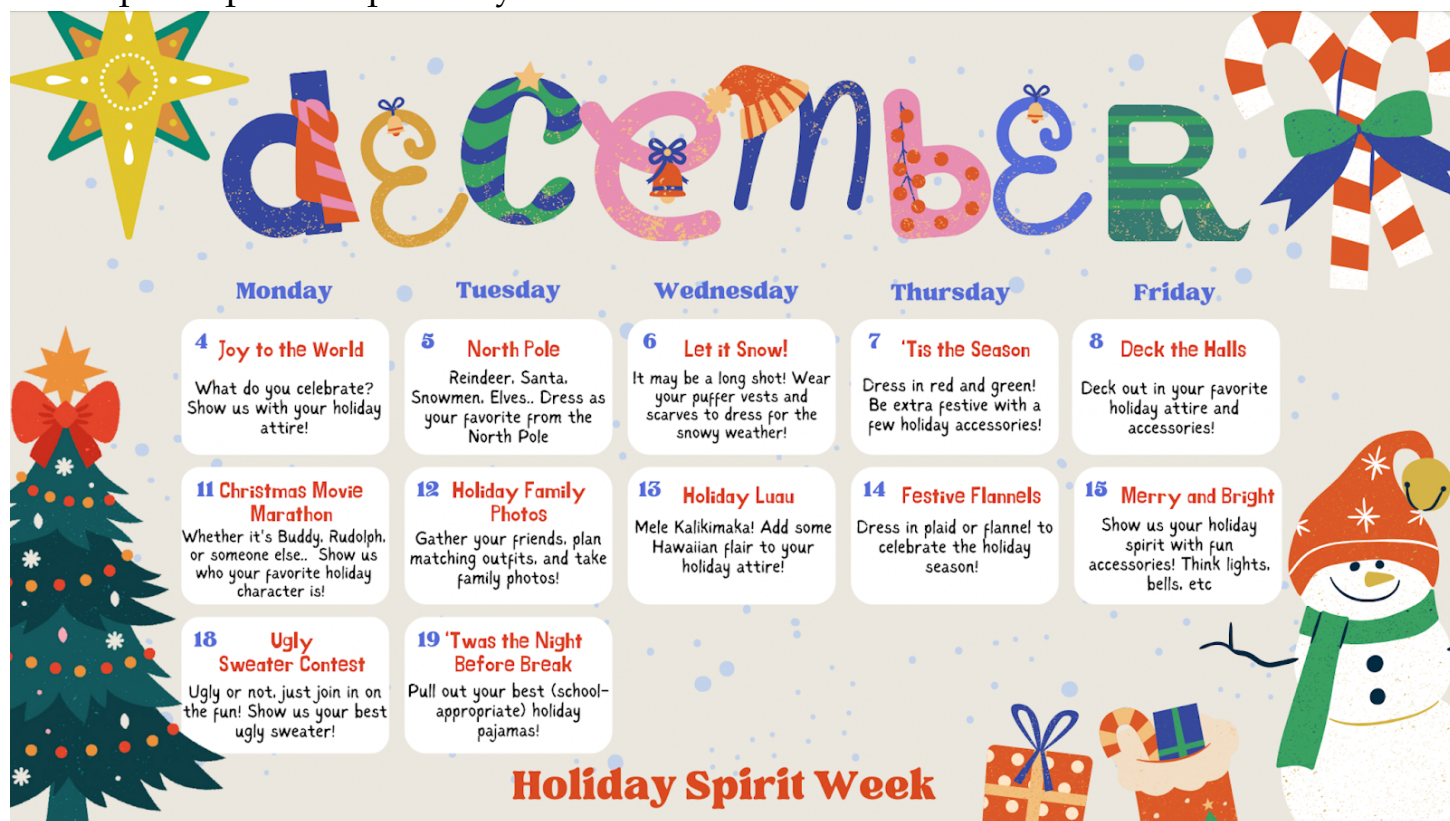 december
Monday
Tuesday
Wednesday
Thursday
Friday
4 Joy to the World
What do you celebrate?
Show us with your holiday
attire!
5 North Pole
Reindeer, Santa,
Snowmen, Elves.. Dress as
your favorite from the
North Pole
6 Let it Snow!
It may be a long shot! Wear
your puffer vests and
scarves to dress for the
snowy weather!
7 'Tis the Season
Dress in red and green!
Be extra festive with a
few holiday accessories!
8 Deck the Halls
Deck out in your favorite
holiday attire and
accessories!
11 Christmas Movie
Marathon
Whether it's Buddy, Rudolph,
or someone else.. Show us
who your favorite holiday
character is!
12 Holiday Family
Photos
Gather your friends, plan
matching outfits, and take
family photos!
13 Holiday Luau
Mele Kalikimaka! Add some
Hawaiian flair to your
holiday attire!
14 Festive Flannels
Dress in plaid or flannel to
celebrate the holiday
season!
15 Merry and Bright
Show us your holiday
spirit with fun
accessories! Think lights,
bells, etc
18 Ugly
Sweater Contest
Ugly or not, just join in on
the fun! Show us your best
ugly sweater!
19 'Twas the Night
Before Break
Pull out your best (school-
appropriate) holiday
pajamas!
Holiday Spirit Week